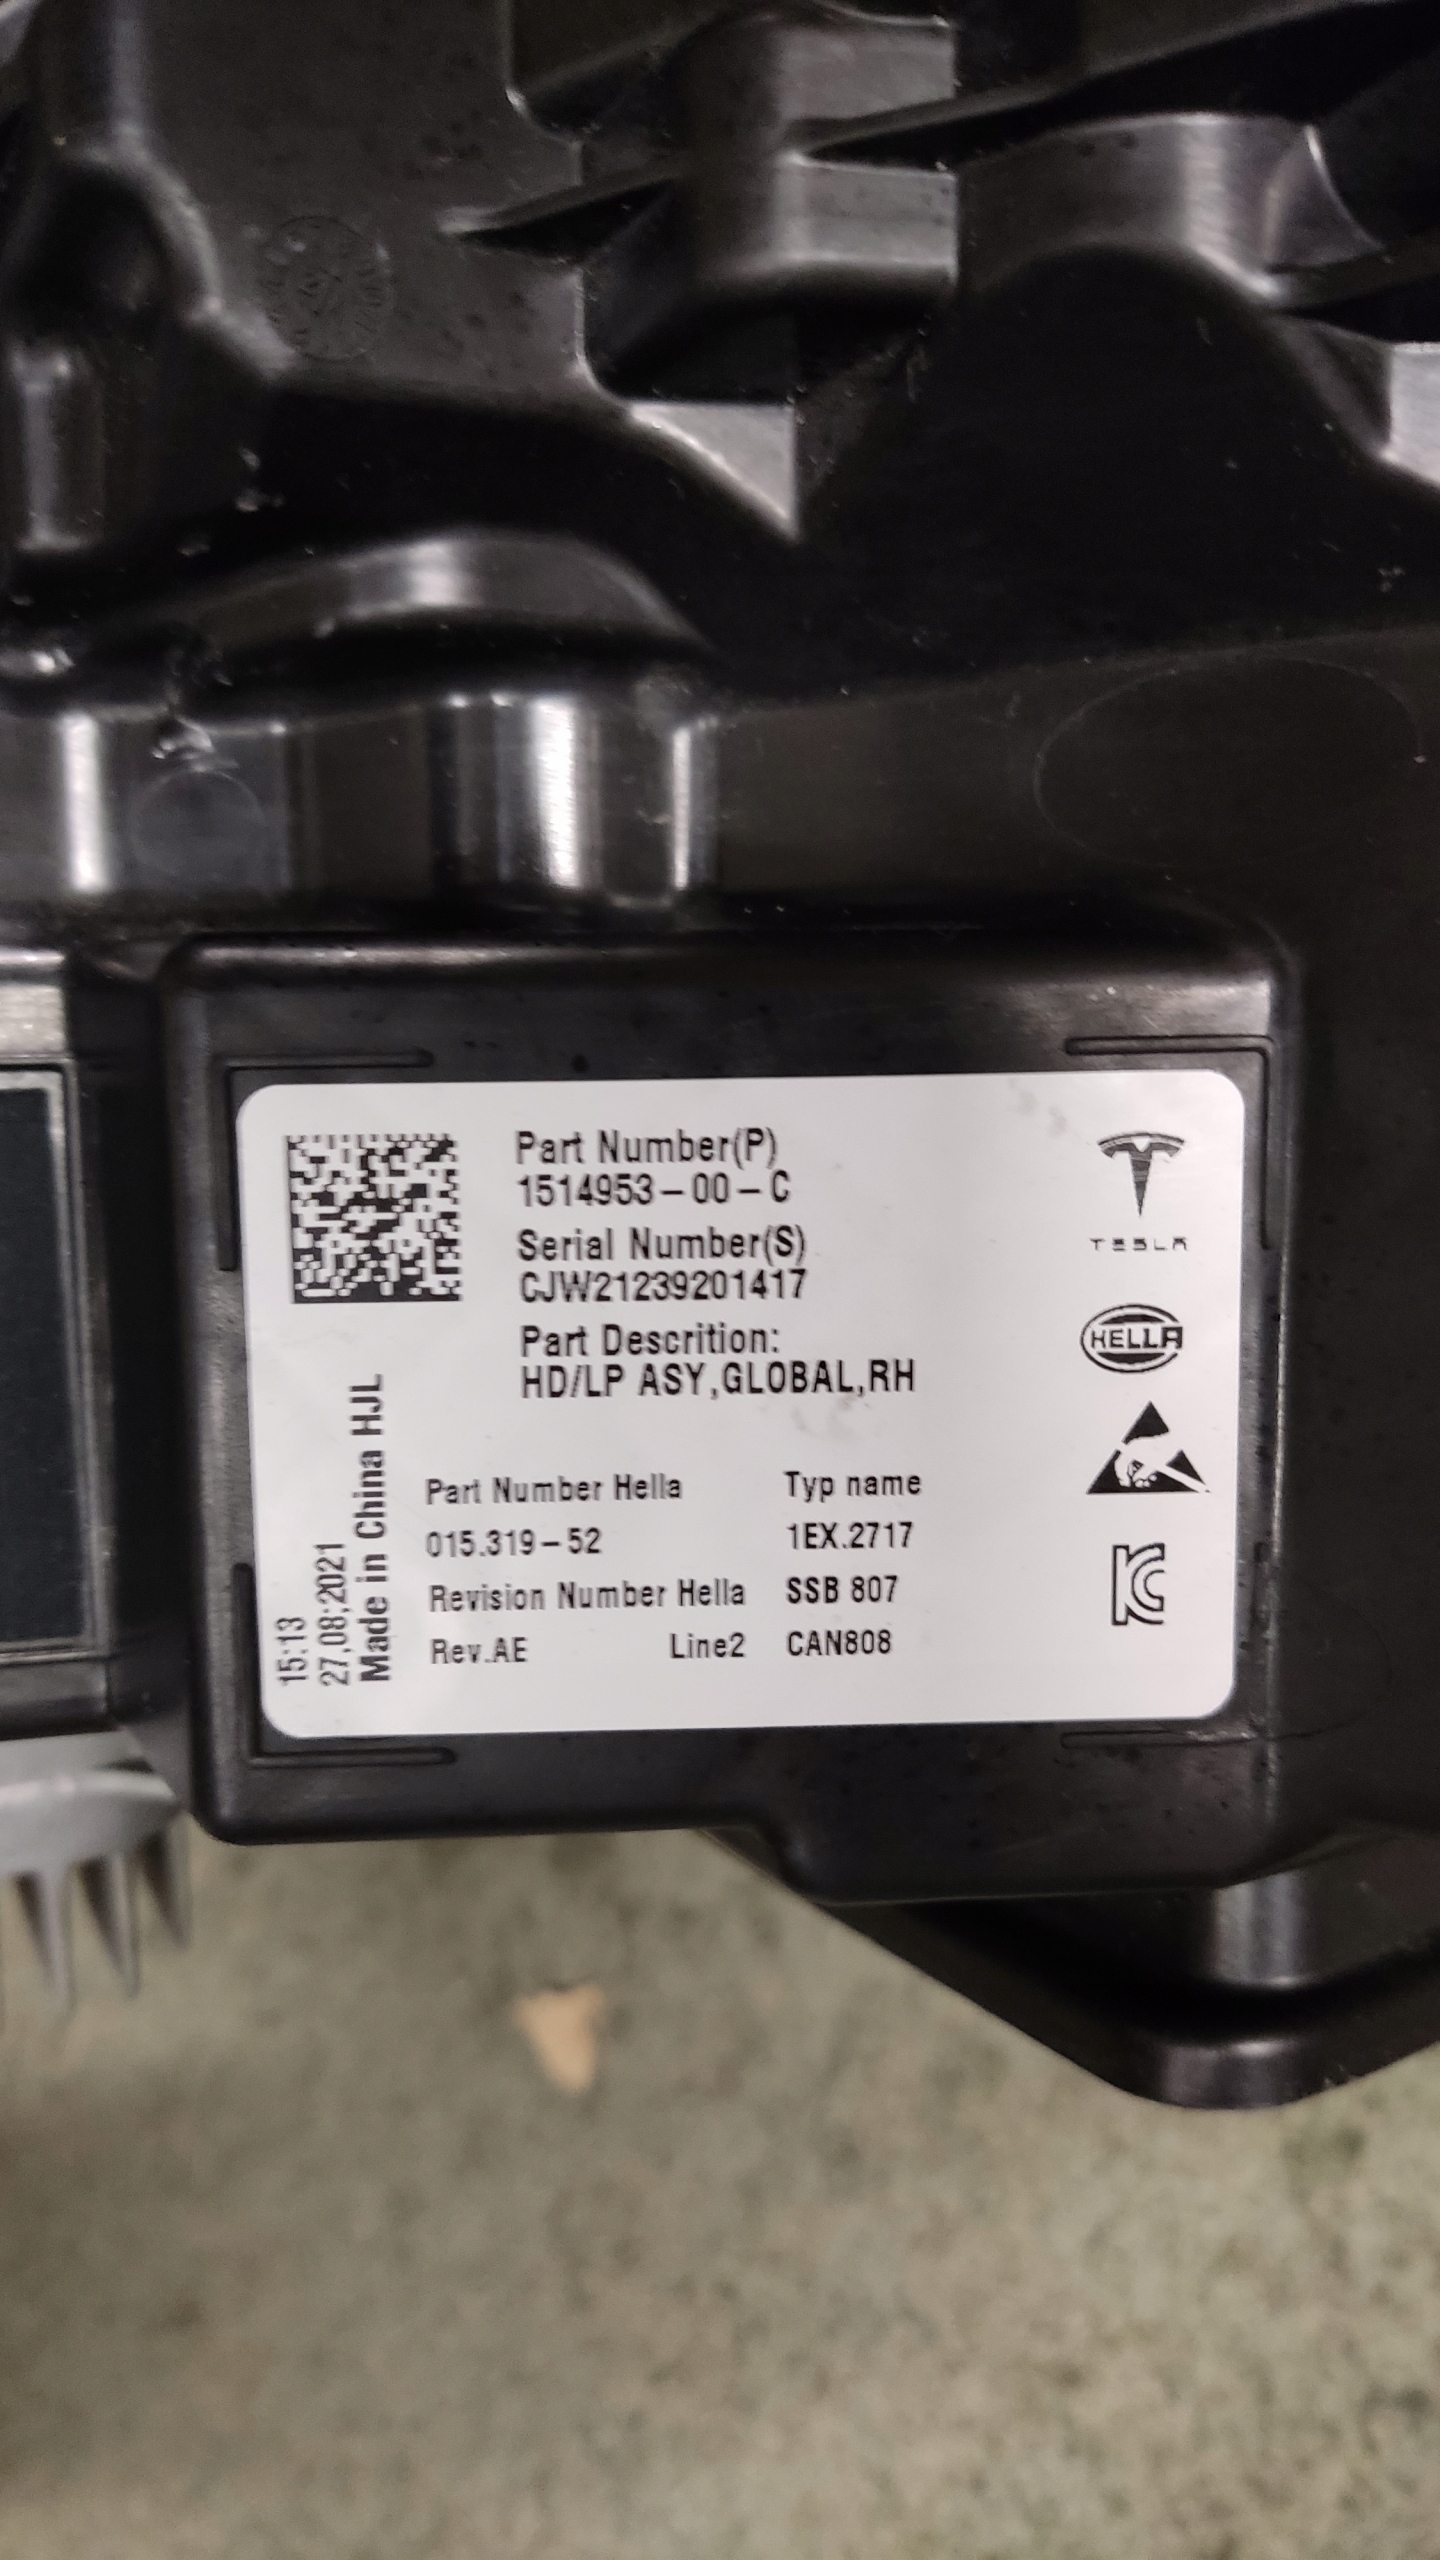 Part Number(P)
1514953-00-C
Serial Number(S)
CJW21239201417
Part Descrition:
HD/LP ASY,GLOBAL,RH
TESLA
HELLA
15:13
27,08;2021
Made in China HJL
Part Number Hella
015.319-52
Revision Number Hella
Rev.AE Line2
Typ name
1EX.2717
SSB 807
CAN808
KC